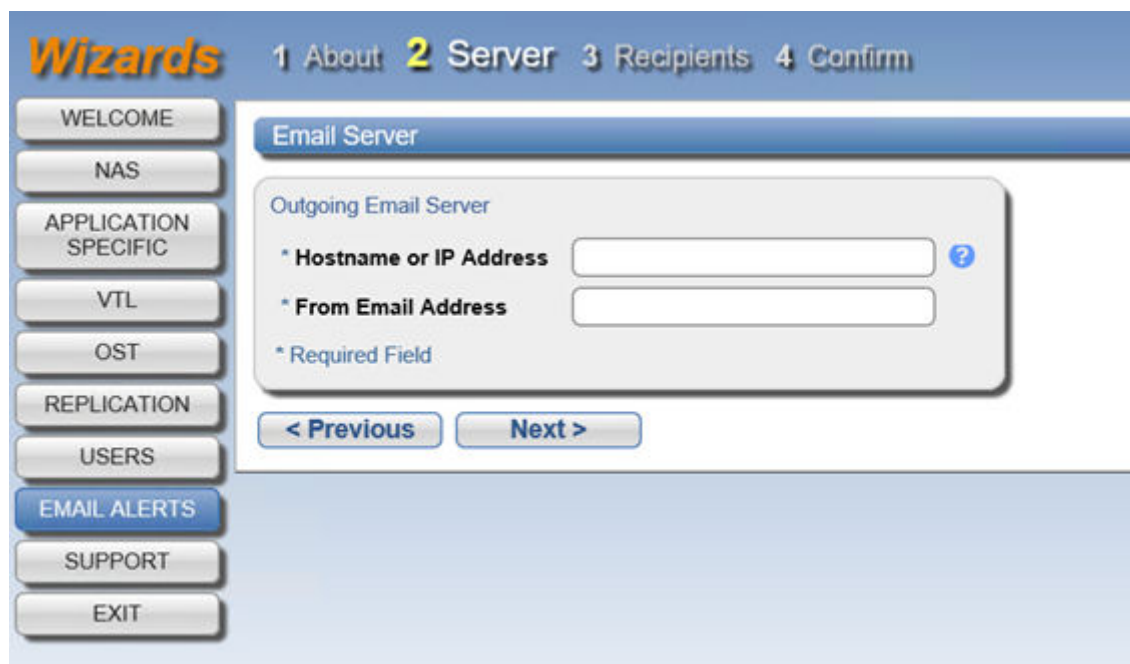 Wizards 1 About 2 Server 3 Recipients 4 Confirm
WELCOME
NAS
APPLICATION
SPECIFIC
VTL
OST
REPLICATION
USERS
EMAIL ALERTS
SUPPORT
EXIT
Email Server
Outgoing Email Server
* Hostname or IP Address ?
* From Email Address
* Required Field
< Previous Next >